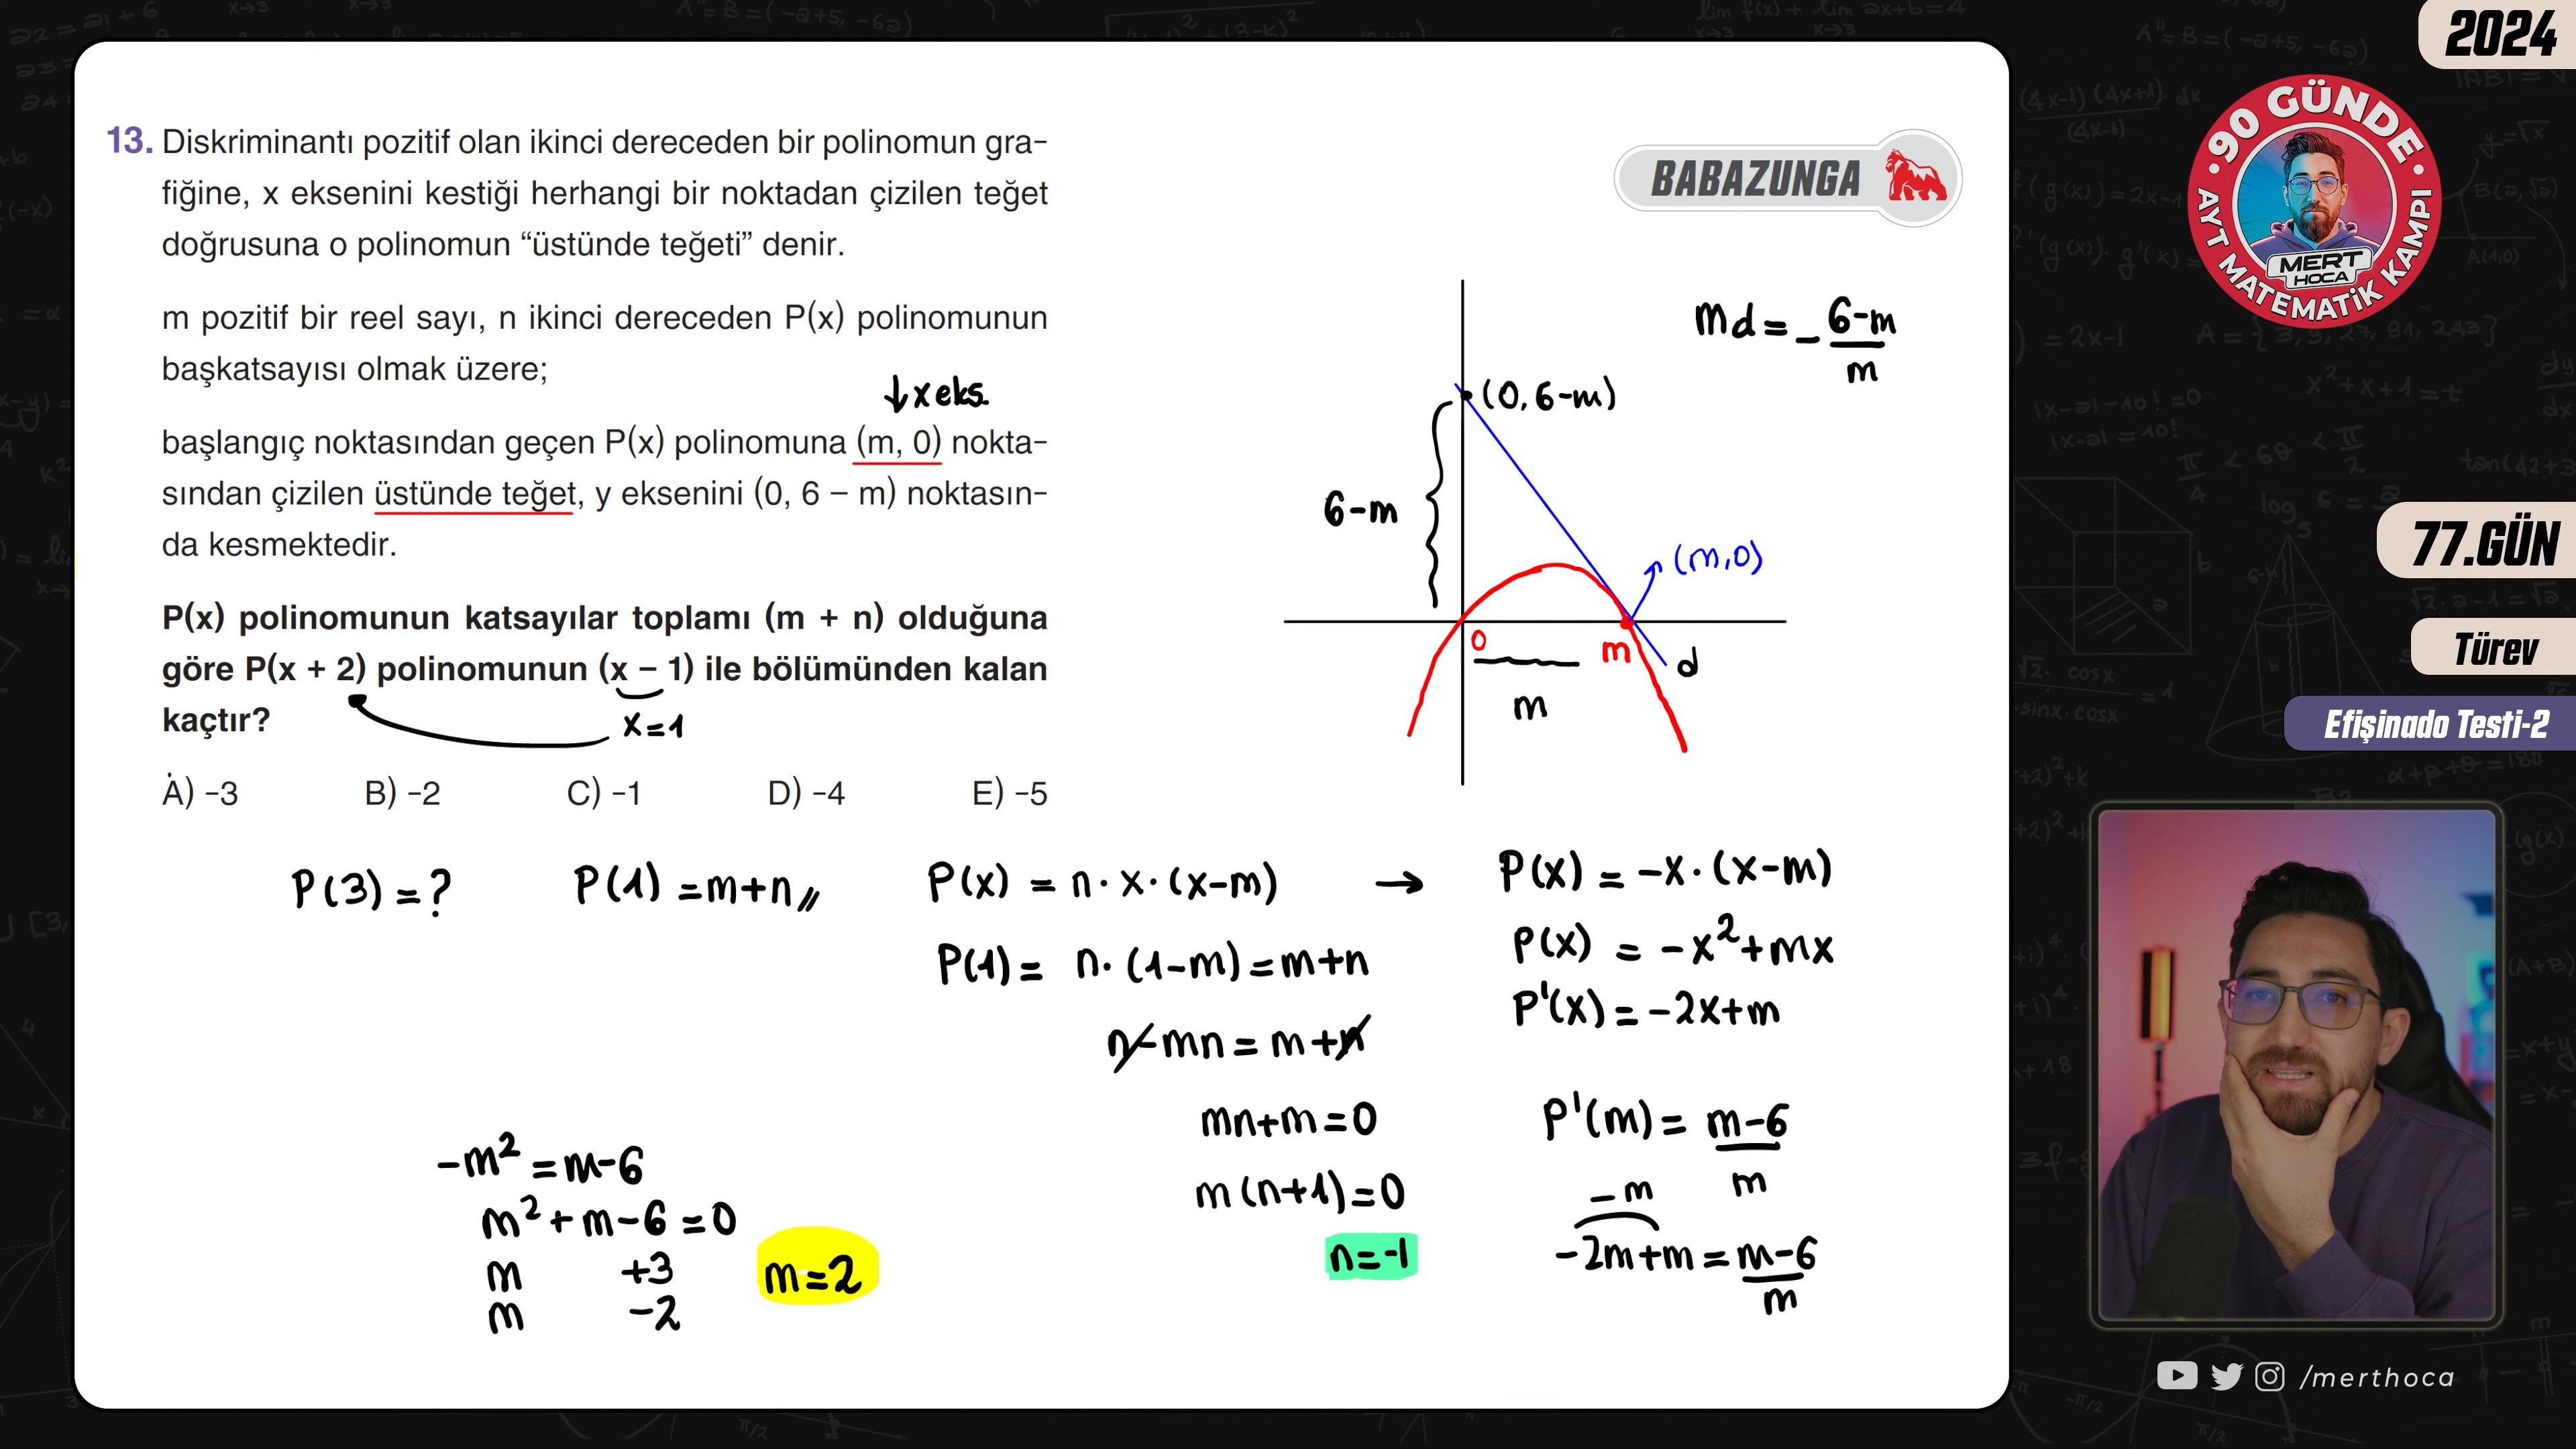 2024
90 GÜNDE
AYT MATEMATİK KAMPI
MERT
HOCA
13. Diskriminantı pozitif olan ikinci dereceden bir polinomun gra-
fiğine, x eksenini kestiği herhangi bir noktadan çizilen teğet
doğrusuna o polinomun “üstünde teğeti” denir.
m pozitif bir reel sayı, n ikinci dereceden P(x) polinomunun
başkatsayısı olmak üzere;
↓x eks.
başlangıç noktasından geçen P(x) polinomuna (m, 0) nokta-
sından çizilen üstünde teğet, y eksenini (0, 6 – m) noktasın-
da kesmektedir.
P(x) polinomunun katsayılar toplamı (m + n) olduğuna
göre P(x + 2) polinomunun (x – 1) ile bölümünden kalan
kaçtır?
x=1
A) –3 B) –2 C) –1 D) –4 E) –5
BABAZUNGA
md = - 6-m
m
(0, 6-m)
6-m
(m,0)
0
m
d
m
P(3) = ?
P(1) = m+n
P(x) = n·x·(x-m) →
P(1) = n·(1-m) = m+n
n-mn = m+n
mn+m=0
m(n+1)=0
n=-1
P(x) = -x·(x-m)
P(x) = -x²+mx
P'(x) = -2x+m
P'(m) = m-6
m
-m
-2m+m = m-6
m
-m² = m-6
m²+m-6=0
m +3
m -2
m=2
77.GÜN
Türev
Efişinado Testi-2
/merthoca